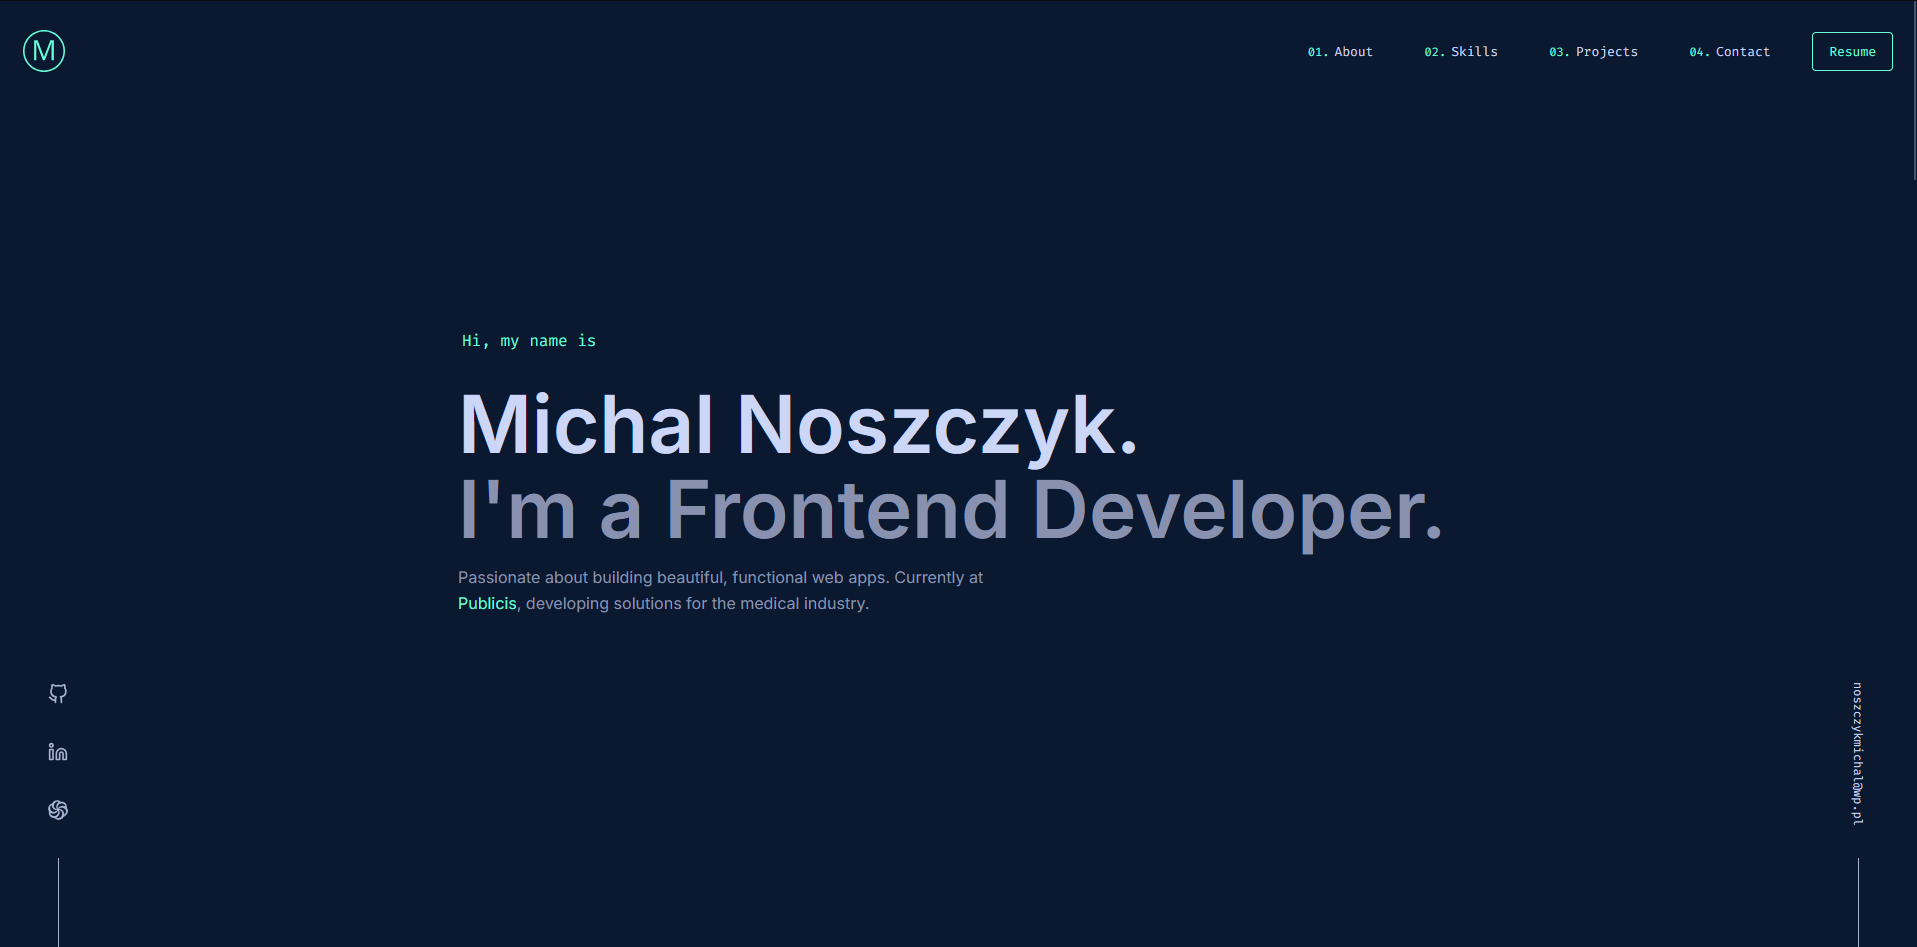 M
01. About
02. Skills
03. Projects
04. Contact
Resume
Hi, my name is
Michal Noszczyk.
I'm a Frontend Developer.
Passionate about building beautiful, functional web apps. Currently at
Publicis, developing solutions for the medical industry.
in
noszczykmichal@wp.pl